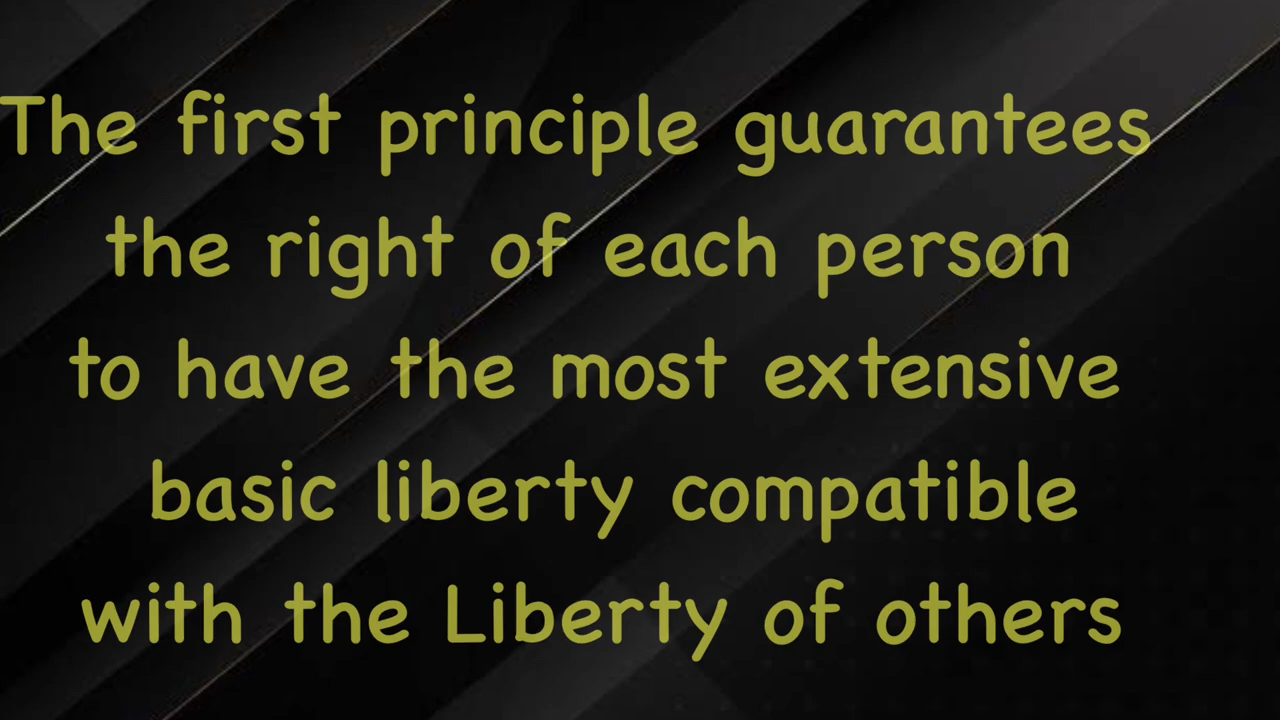 The first principle guarantees
the right of each person
to have the most extensive
basic liberty compatible
with the Liberty of others